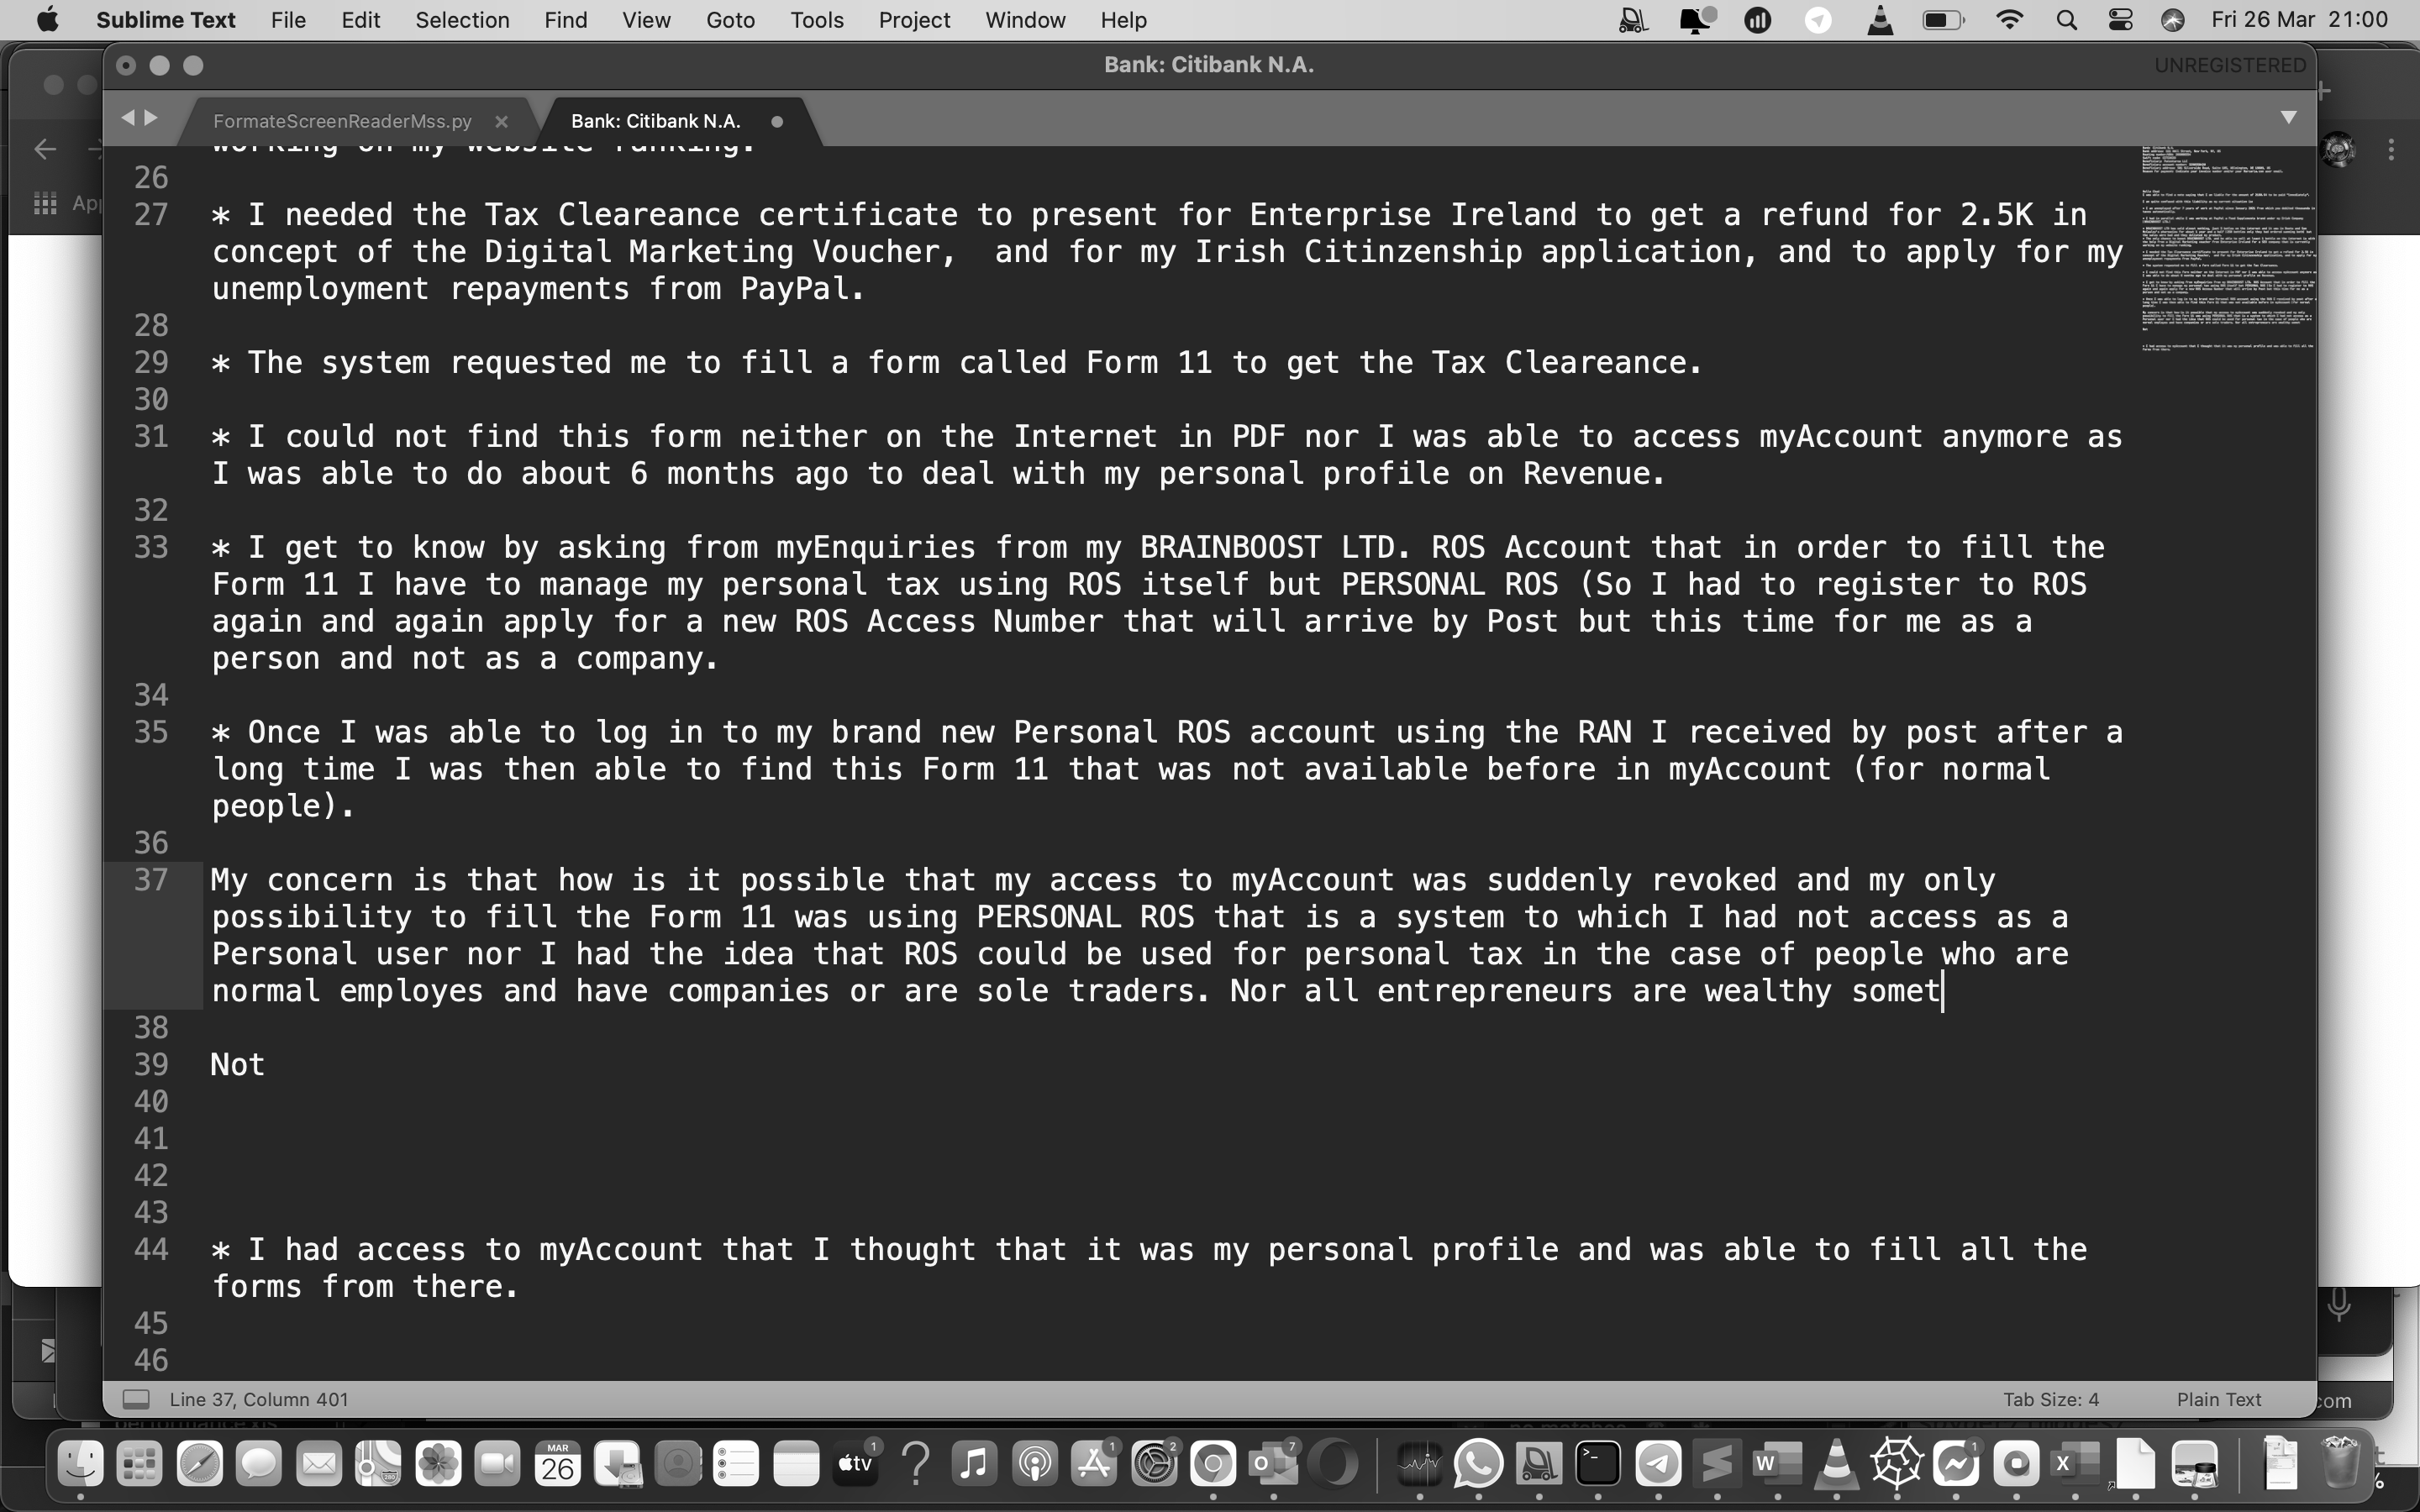 Sublime Text File Edit Selection Find View Goto Tools Project Window Help Fri 26 Mar 21:00
Bank: Citibank N.A. UNREGISTERED
FormateScreenReaderMss.py Bank: Citibank N.A.
working on my website ranking.
26
27 * I needed the Tax Cleareance certificate to present for Enterprise Ireland to get a refund for 2.5K in
concept of the Digital Marketing Voucher,  and for my Irish Citinzenship application, and to apply for my
unemployment repayments from PayPal.
28
29 * The system requested me to fill a form called Form 11 to get the Tax Cleareance.
30
31 * I could not find this form neither on the Internet in PDF nor I was able to access myAccount anymore as
I was able to do about 6 months ago to deal with my personal profile on Revenue.
32
33 * I get to know by asking from myEnquiries from my BRAINBOOST LTD. ROS Account that in order to fill the
Form 11 I have to manage my personal tax using ROS itself but PERSONAL ROS (So I had to register to ROS
again and again apply for a new ROS Access Number that will arrive by Post but this time for me as a
person and not as a company.
34
35 * Once I was able to log in to my brand new Personal ROS account using the RAN I received by post after a
long time I was then able to find this Form 11 that was not available before in myAccount (for normal
people).
36
37 My concern is that how is it possible that my access to myAccount was suddenly revoked and my only
possibility to fill the Form 11 was using PERSONAL ROS that is a system to which I had not access as a
Personal user nor I had the idea that ROS could be used for personal tax in the case of people who are
normal employes and have companies or are sole traders. Nor all entrepreneurs are wealthy somet
38
39 Not
40
41
42
43
44 * I had access to myAccount that I thought that it was my personal profile and was able to fill all the
forms from there.
45
46
Line 37, Column 401 Tab Size: 4 Plain Text
MAR
26
tv